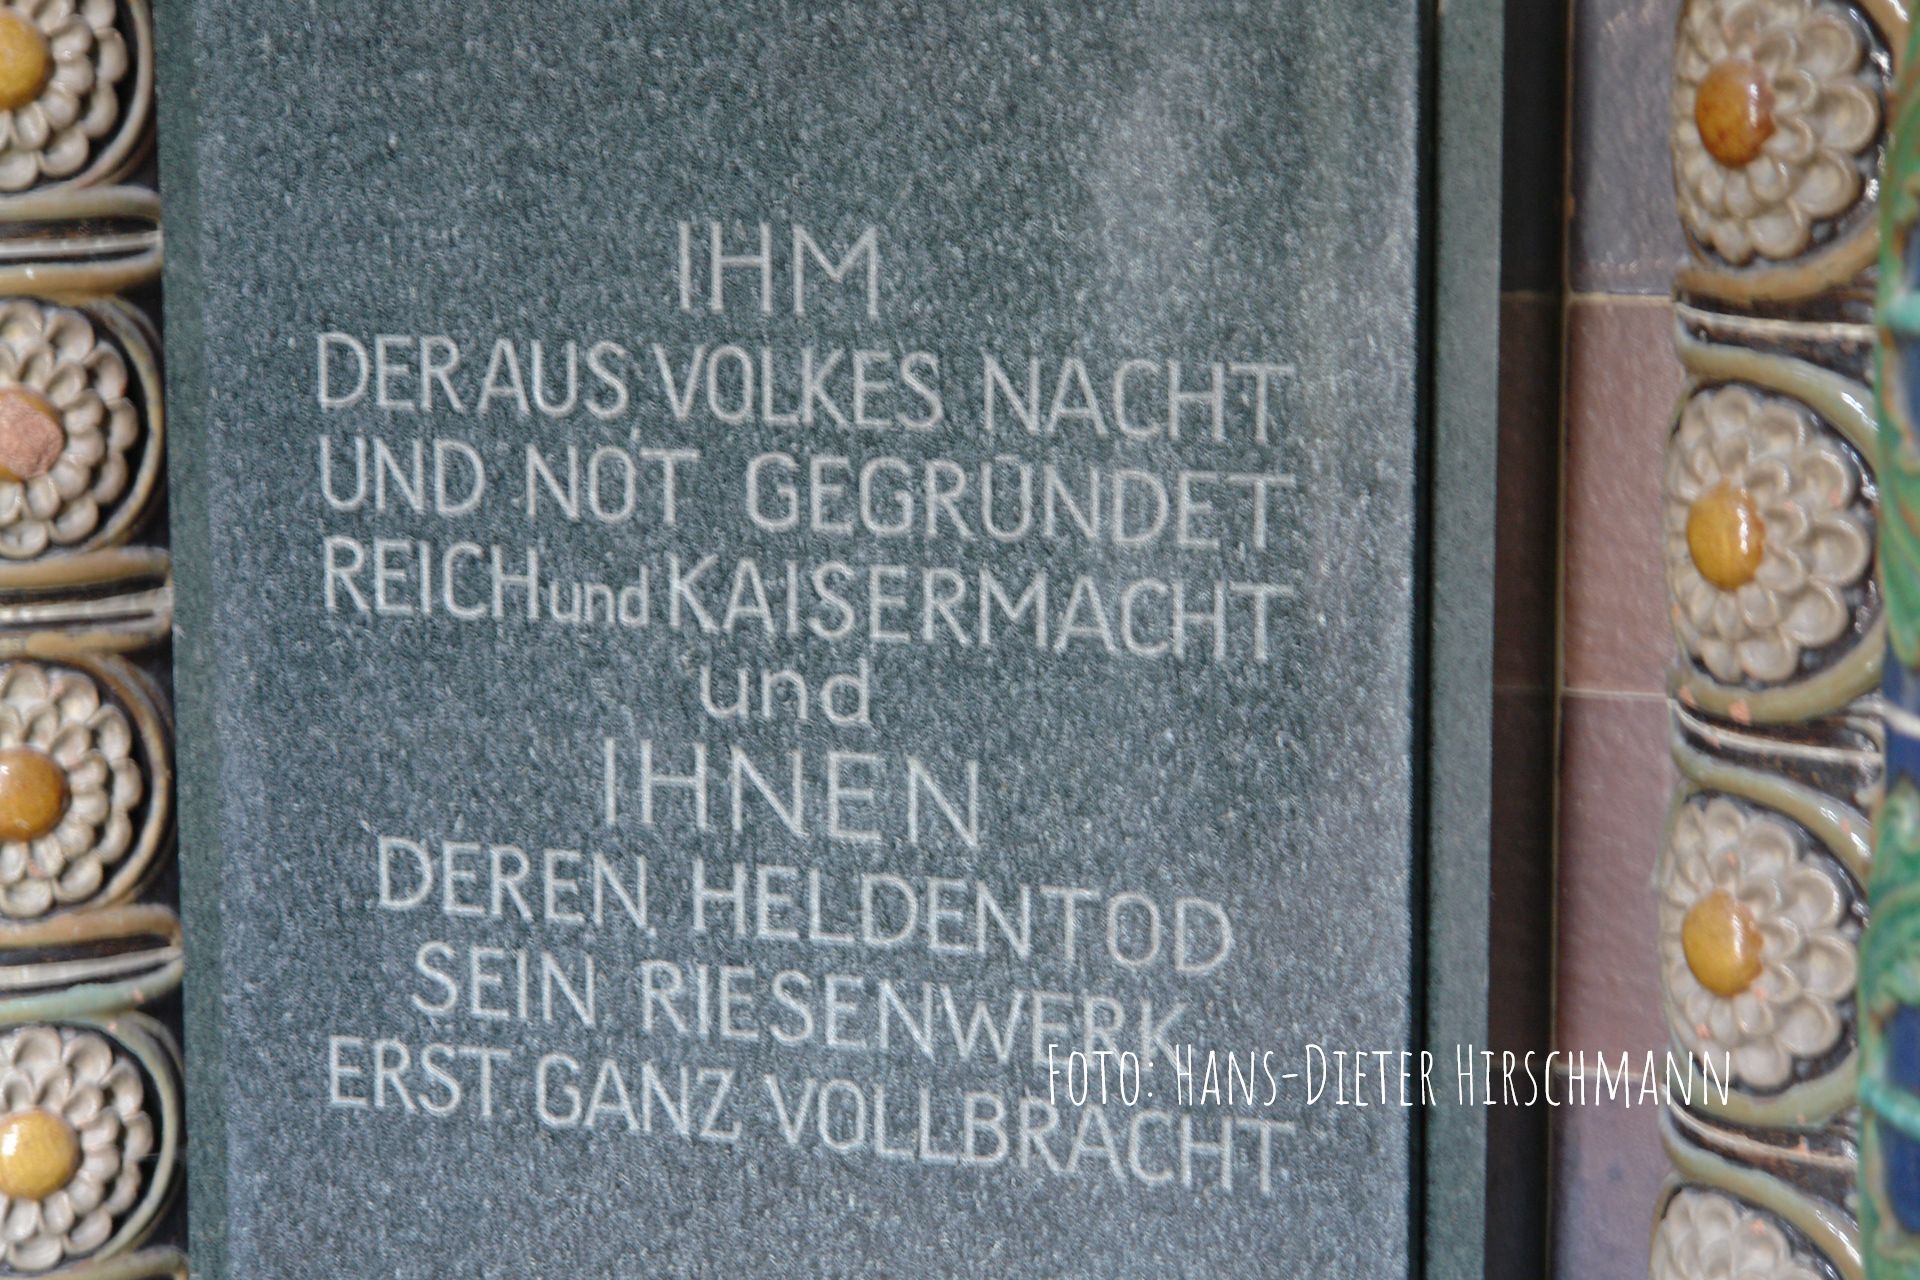 IHM
DER AUS VOLKES NACHT
UND NOT GEGRÜNDET
REICH und KAISERMACHT
und
IHNEN
DEREN HELDENTOD
SEIN RIESENWERK
ERST GANZ VOLLBRACHT
Foto: Hans-Dieter Hirschmann